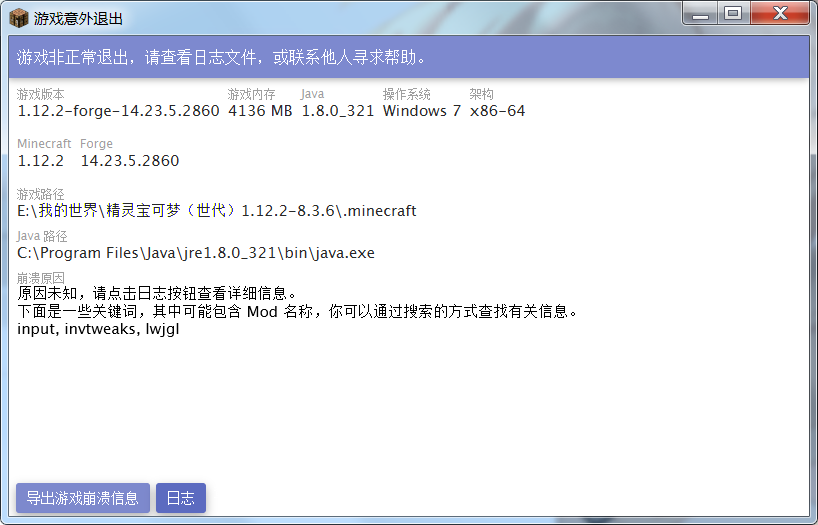 游戏意外退出
游戏非正常退出，请查看日志文件，或联系他人寻求帮助。
游戏版本 游戏内存 Java 操作系统 架构
1.12.2-forge-14.23.5.2860 4136 MB 1.8.0_321 Windows 7 x86-64
Minecraft Forge
1.12.2 14.23.5.2860
游戏路径
E:\我的世界\精灵宝可梦（世代）1.12.2-8.3.6\.minecraft
Java 路径
C:\Program Files\Java\jre1.8.0_321\bin\java.exe
崩溃原因
原因未知，请点击日志按钮查看详细信息。
下面是一些关键词，其中可能包含 Mod 名称，你可以通过搜索的方式查找有关信息。
input, invtweaks, lwjgl
导出游戏崩溃信息 日志